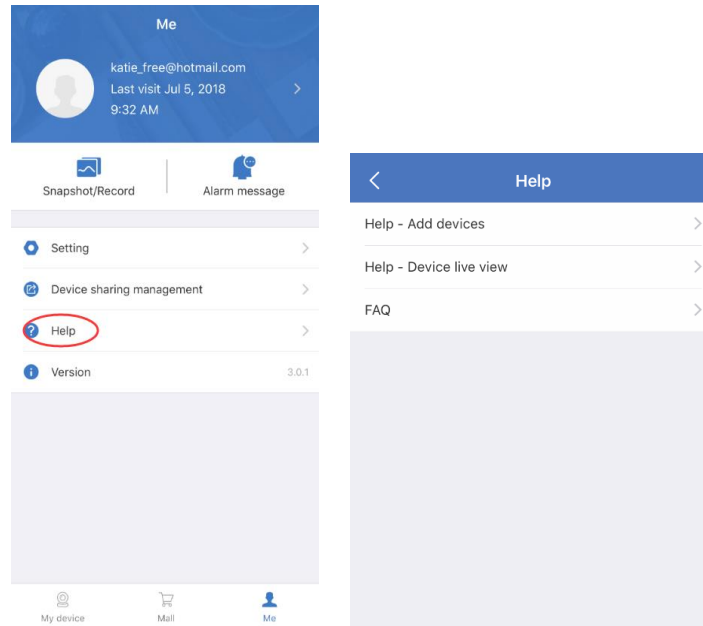 Me
katie_free@hotmail.com
Last visit Jul 5, 2018
9:32 AM
Snapshot/Record
Alarm message
Setting
Device sharing management
Help
Version
3.0.1
My device
Mall
Me
Help
Help - Add devices
Help - Device live view
FAQ